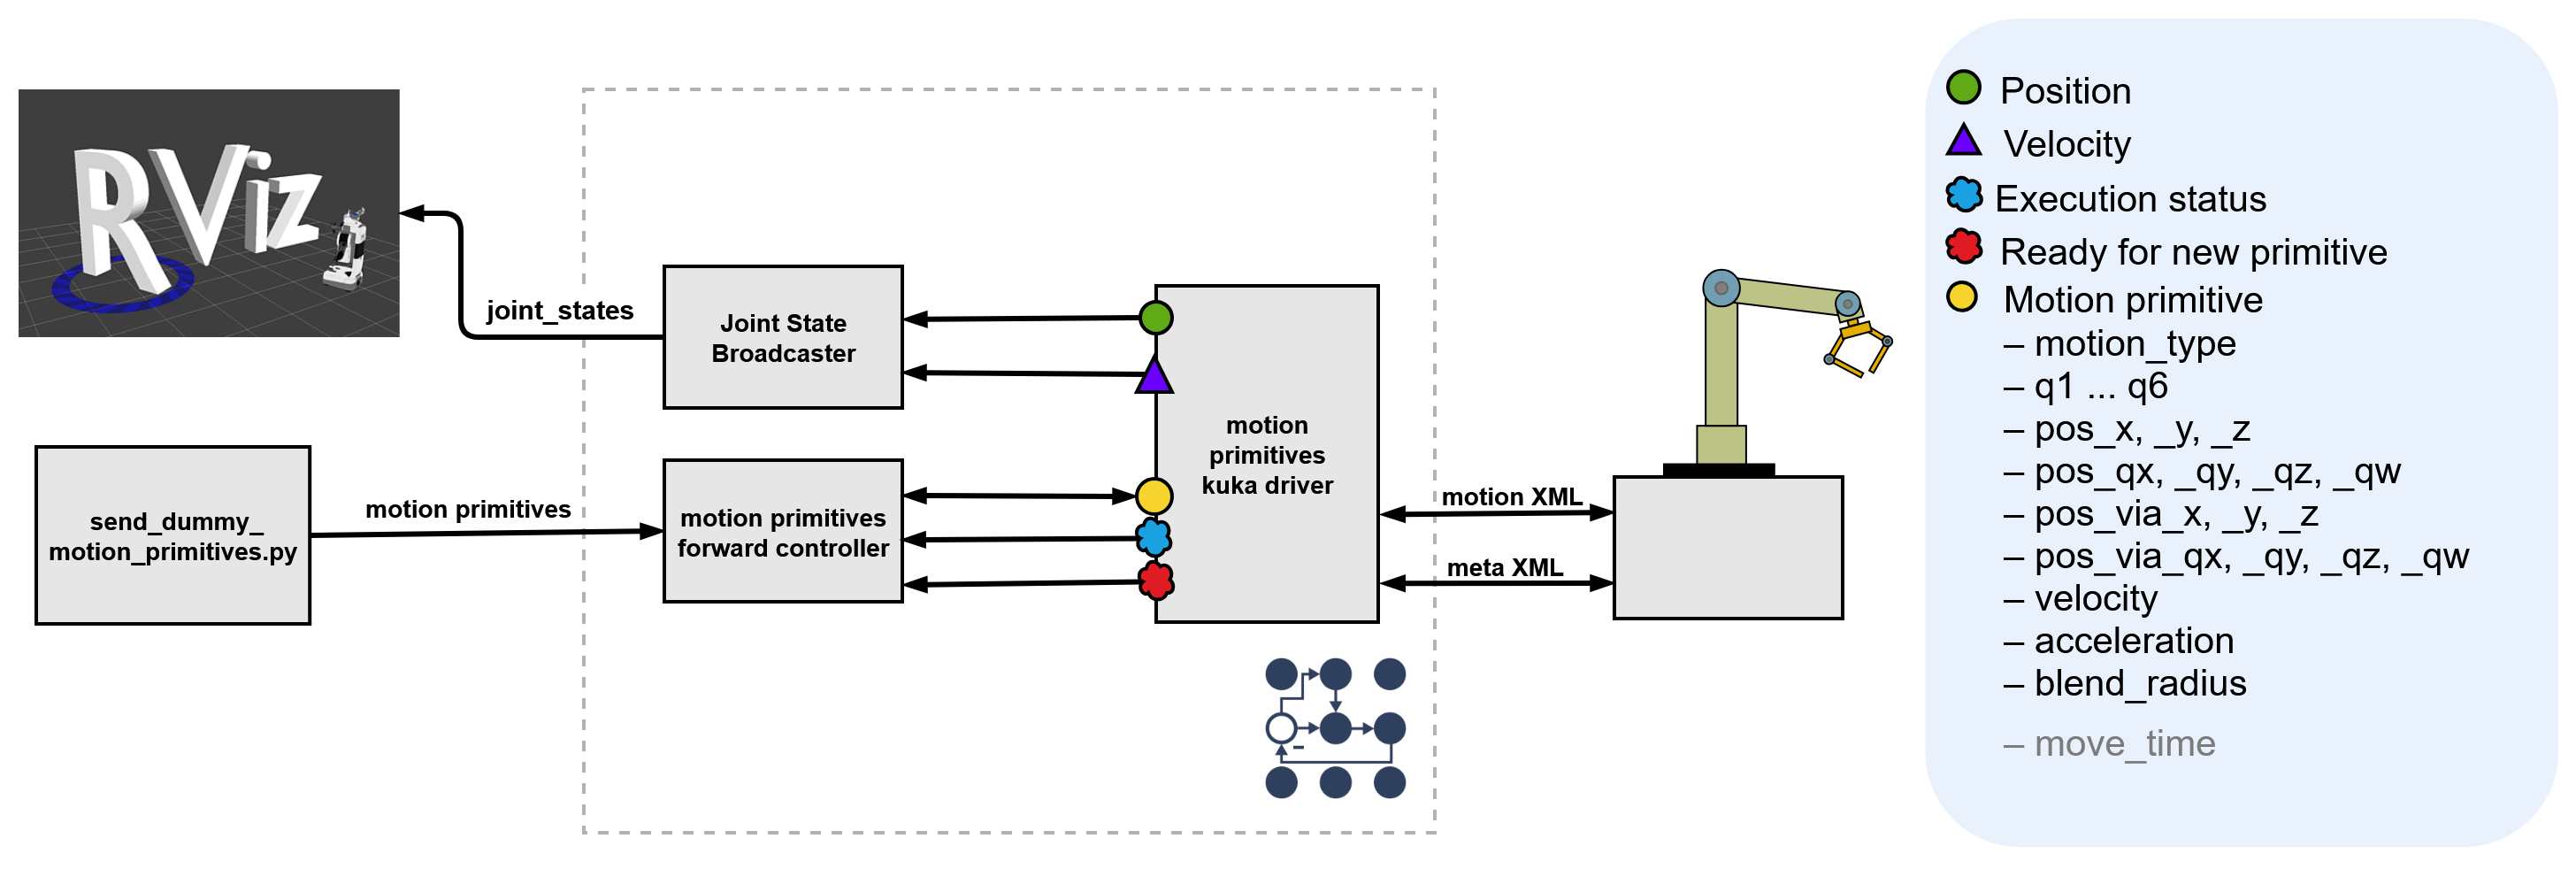 RViz
joint_states
Joint State
Broadcaster
send_dummy_
motion_primitives.py
motion primitives
motion primitives
forward controller
motion
primitives
kuka driver
motion XML
meta XML
Position
Velocity
Execution status
Ready for new primitive
Motion primitive
– motion_type
– q1 ... q6
– pos_x, _y, _z
– pos_qx, _qy, _qz, _qw
– pos_via_x, _y, _z
– pos_via_qx, _qy, _qz, _qw
– velocity
– acceleration
– blend_radius
– move_time